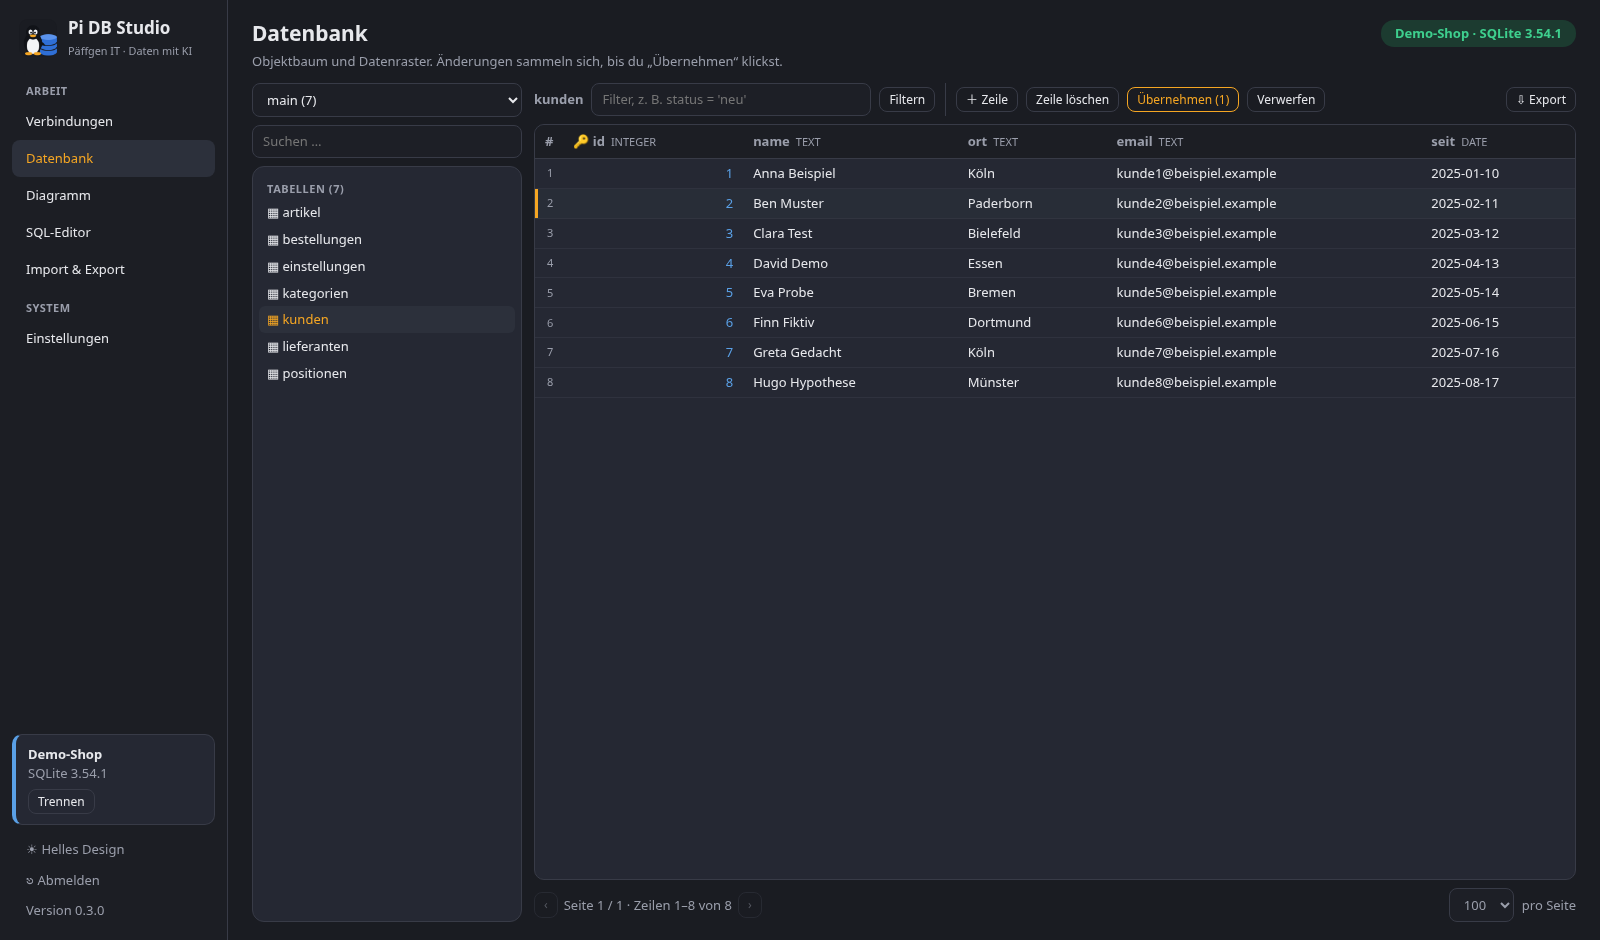 Pi DB Studio
Päffgen IT · Daten mit KI
ARBEIT
Verbindungen
Datenbank
Diagramm
SQL-Editor
Import & Export
SYSTEM
Einstellungen
Demo-Shop
SQLite 3.54.1
Trennen
☀ Helles Design
Abmelden
Version 0.3.0
Datenbank
Demo-Shop · SQLite 3.54.1
Objektbaum und Datenraster. Änderungen sammeln sich, bis du „Übernehmen“ klickst.
main (7)
Suchen …
TABELLEN (7)
artikel
bestellungen
einstellungen
kategorien
kunden
lieferanten
positionen
kunden Filter, z. B. status = 'neu' Filtern + Zeile Zeile löschen Übernehmen (1) Verwerfen ⇩ Export
# 🔑 id INTEGER name TEXT ort TEXT email TEXT seit DATE
1 1 Anna Beispiel Köln kunde1@beispiel.example 2025-01-10
2 2 Ben Muster Paderborn kunde2@beispiel.example 2025-02-11
3 3 Clara Test Bielefeld kunde3@beispiel.example 2025-03-12
4 4 David Demo Essen kunde4@beispiel.example 2025-04-13
5 5 Eva Probe Bremen kunde5@beispiel.example 2025-05-14
6 6 Finn Fiktiv Dortmund kunde6@beispiel.example 2025-06-15
7 7 Greta Gedacht Köln kunde7@beispiel.example 2025-07-16
8 8 Hugo Hypothese Münster kunde8@beispiel.example 2025-08-17
‹ Seite 1 / 1 · Zeilen 1–8 von 8 › 100 pro Seite